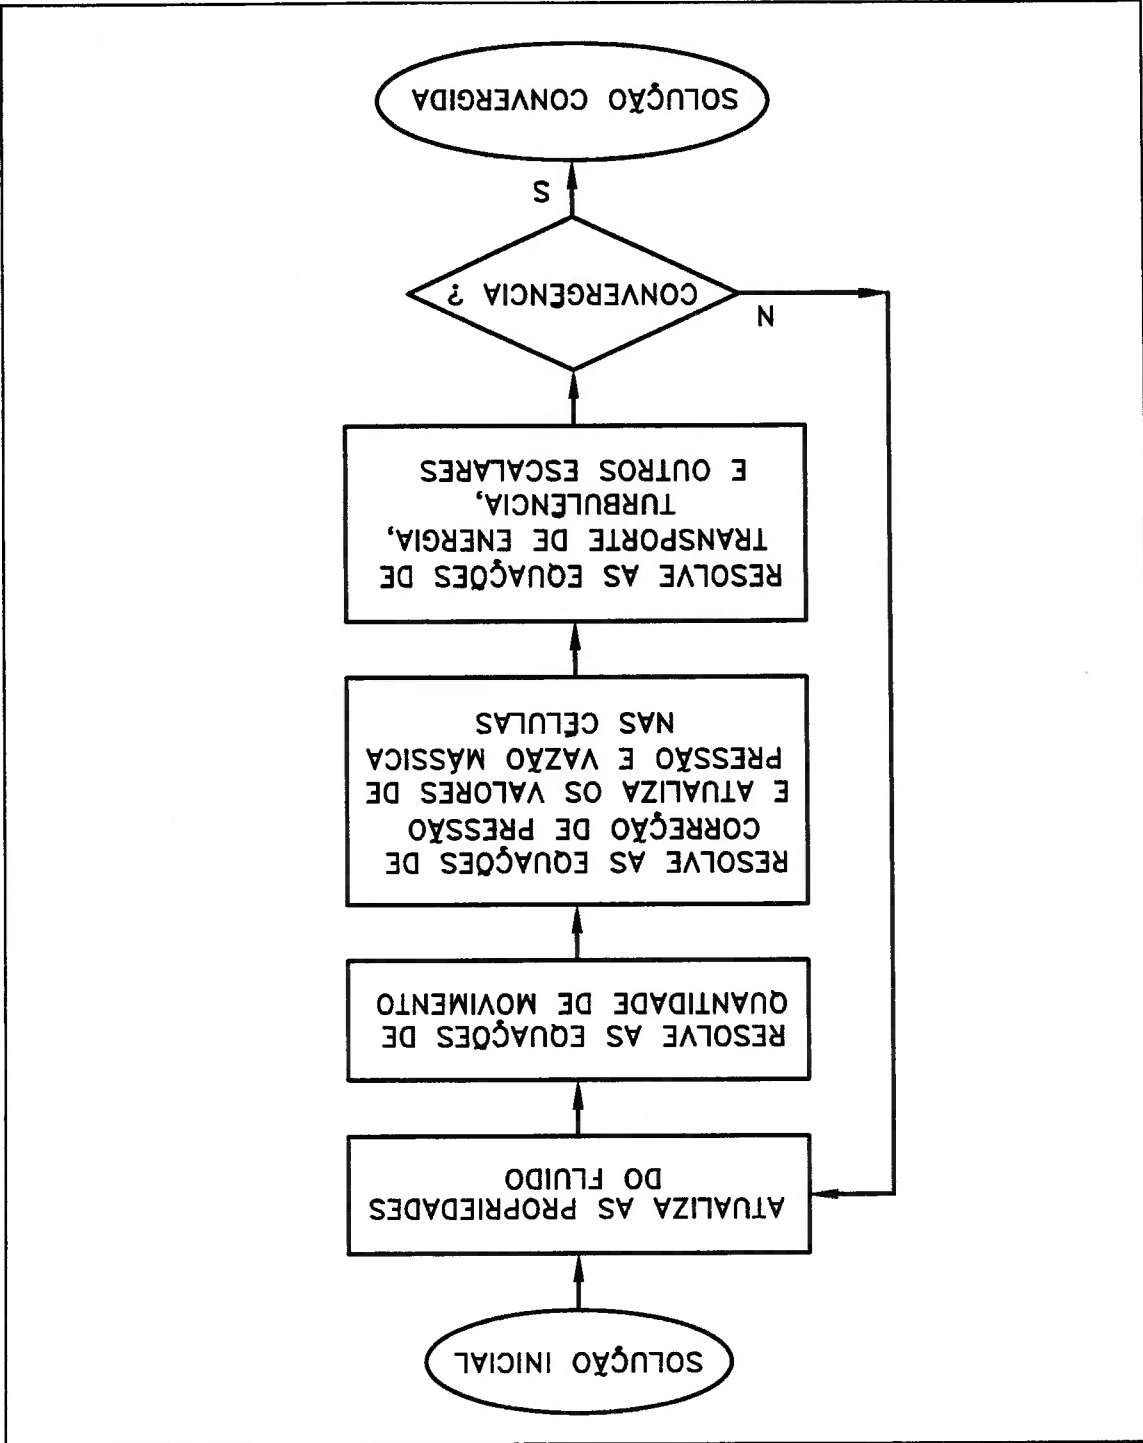 SOLUÇÃO INICIAL
ATUALIZA AS PROPRIEDADES
DO FLUIDO
RESOLVE AS EQUAÇÕES DE
QUANTIDADE DE MOVIMENTO
RESOLVE AS EQUAÇÕES DE
CORREÇÃO DE PRESSÃO
E ATUALIZA OS VALORES DE
PRESSÃO E VAZÃO MÁSSICA
NAS CÉLULAS
RESOLVE AS EQUAÇÕES DE
TRANSPORTE DE ENERGIA,
TURBULÊNCIA,
E OUTROS ESCALARES
N
CONVERGÊNCIA ?
S
SOLUÇÃO CONVERGIDA